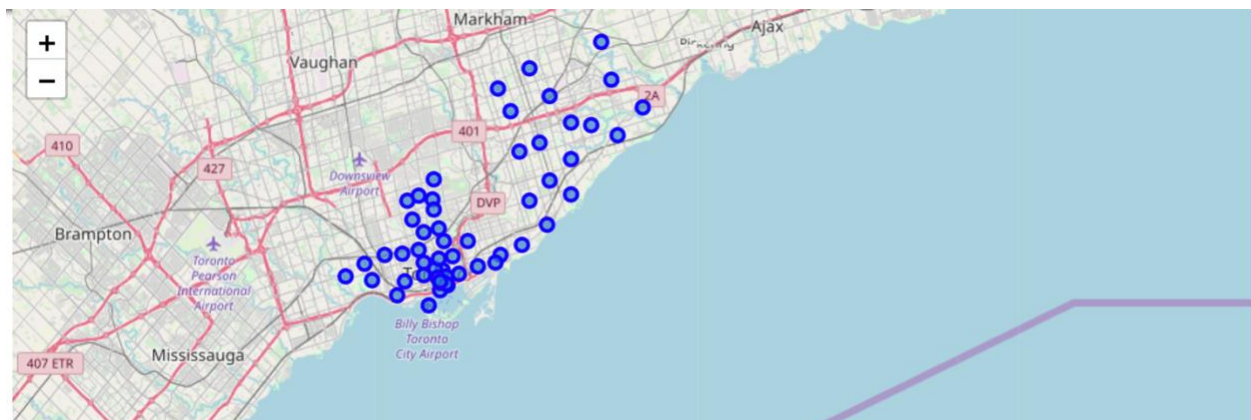 +
−
Markham
Ajax
Vaughan
2A
401
410
427
Downsview
Airport
DVP
Brampton
Toronto
Pearson
International
Airport
Billy Bishop
Toronto
City Airport
Mississauga
407 ETR